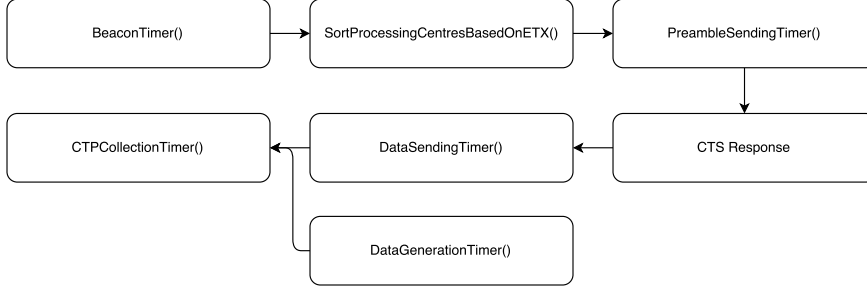 BeaconTimer()
SortProcessingCentresBasedOnETX()
PreambleSendingTimer()
CTPCollectionTimer()
DataSendingTimer()
CTS Response
DataGenerationTimer()